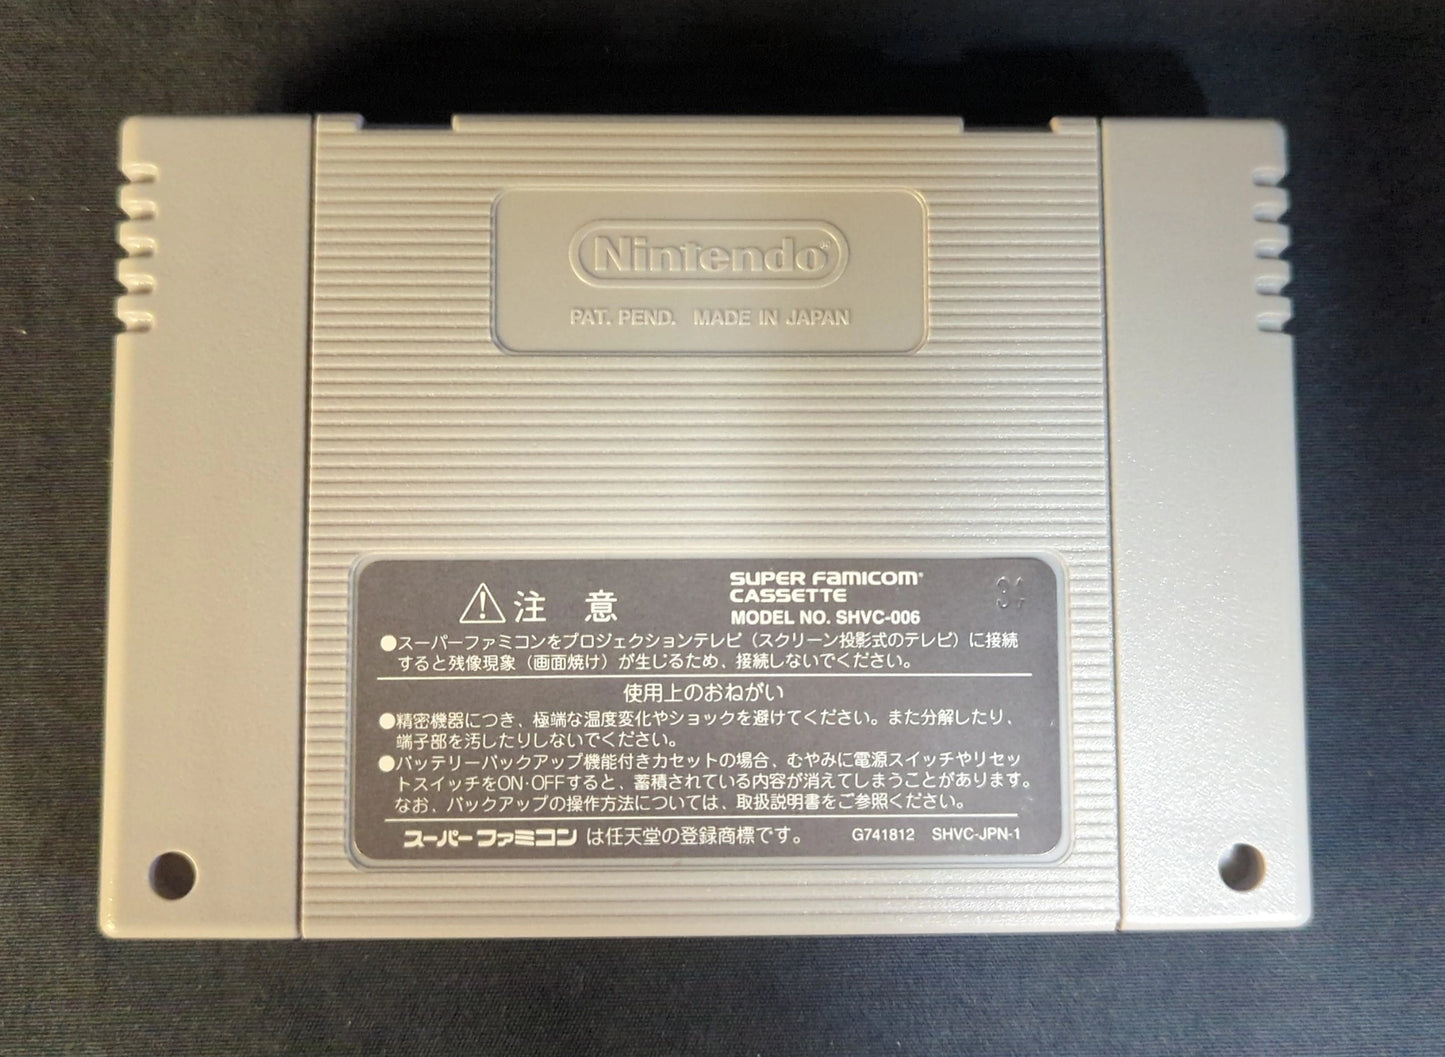 Nintendo®
PAT. PEND. MADE IN JAPAN
注 意
SUPER FAMICOM®
CASSETTE
MODEL NO. SHVC-006
●スーパーファミコンをプロジェクションテレビ(スクリーン投影式のテレビ)に接続
すると残像現象(画面焼け)が生じるため、接続しないでください。
使用上のおねがい
●精密機器につき、極端な温度変化やショックを避けてください。また分解したり、
端子部を汚したりしないでください。
●バッテリーバックアップ機能付きカセットの場合、むやみに電源スイッチやリセッ
トスイッチをON・OFFすると、蓄積されている内容が消えてしまうことがあります。
なお、バックアップの操作方法については、取扱説明書をご参照ください。
スーパーファミコン は任天堂の登録商標です。 G741812 SHVC-JPN-1